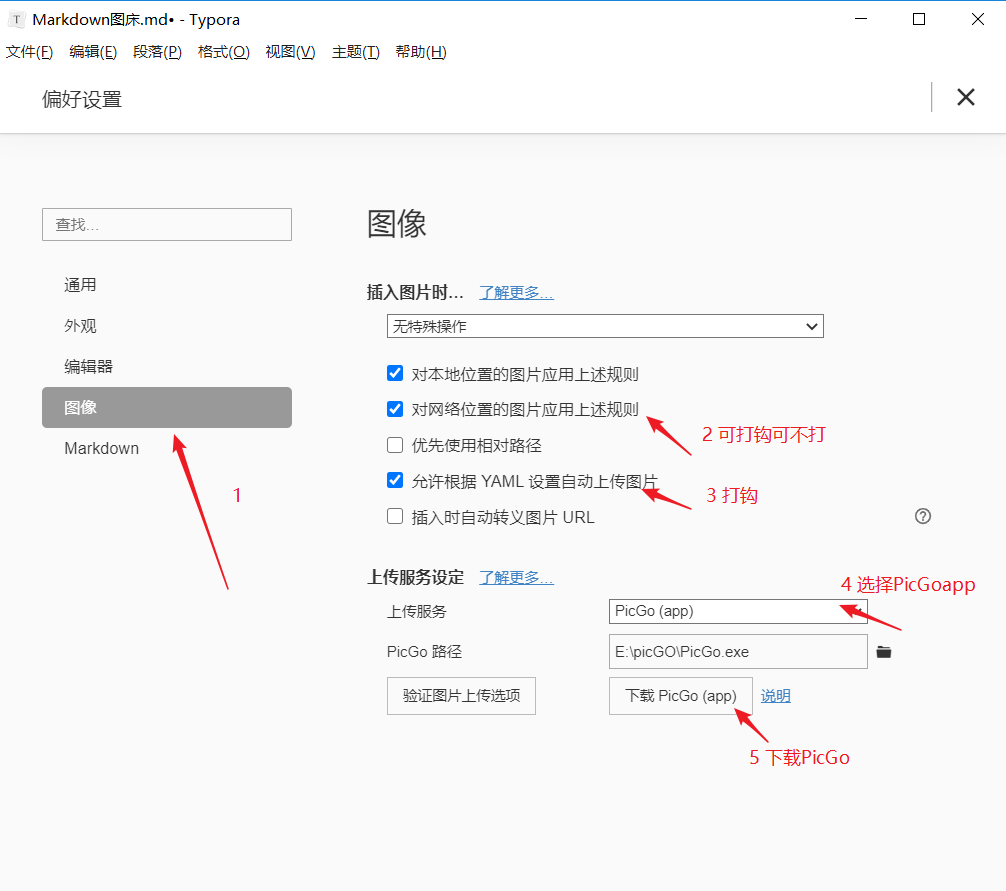 Markdown图床.md• - Typora
文件(F) 编辑(E) 段落(P) 格式(O) 视图(V) 主题(T) 帮助(H)
偏好设置
查找...
图像
通用
插入图片时... 了解更多...
外观
无特殊操作
编辑器
对本地位置的图片应用上述规则
图像
对网络位置的图片应用上述规则
2 可打钩可不打
Markdown
优先使用相对路径
允许根据 YAML 设置自动上传图片
1
3 打钩
插入时自动转义图片 URL
上传服务设定 了解更多...
4 选择PicGoapp
上传服务 PicGo (app)
PicGo 路径 E:\picGO\PicGo.exe
验证图片上传选项 下载 PicGo (app) 说明
5 下载PicGo